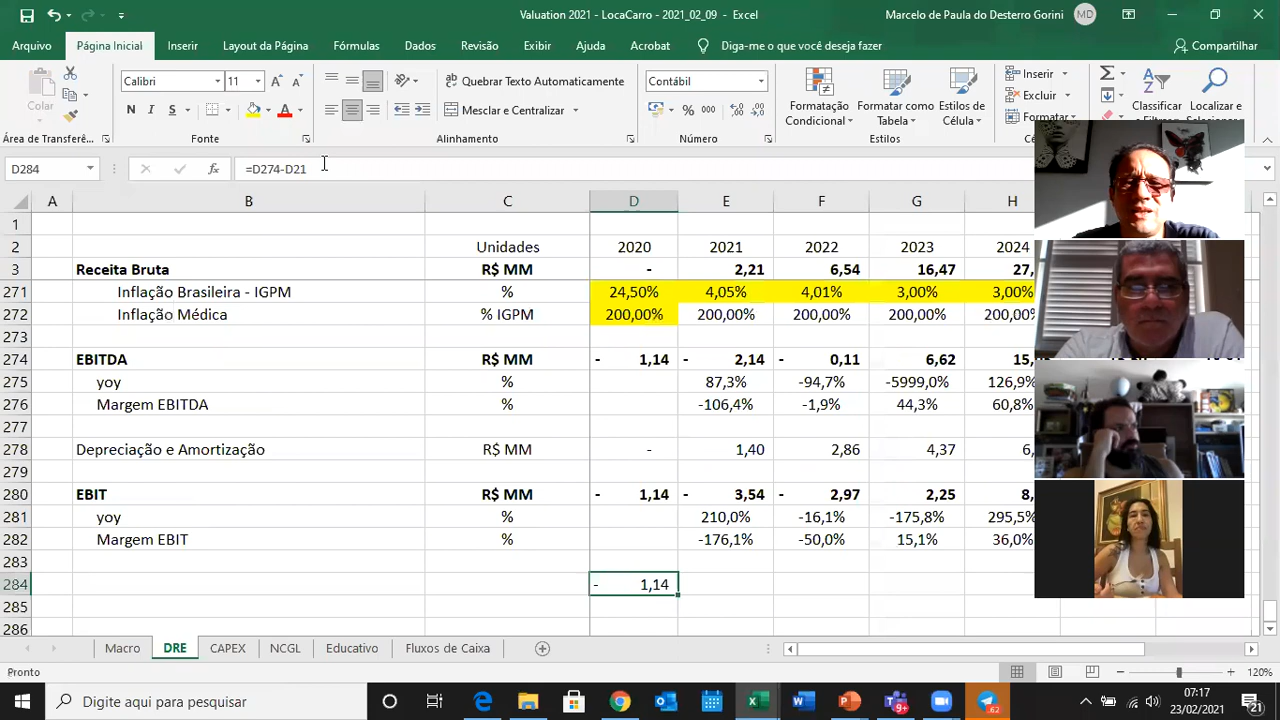 Valuation 2021 - LocaCarro - 2021_02_09 - Excel
Marcelo de Paula do Desterro Gorini MD
Arquivo Página Inicial Inserir Layout da Página Fórmulas Dados Revisão Exibir Ajuda Acrobat Diga-me o que você deseja fazer Compartilhar
Colar Calibri 11 Quebrar Texto Automaticamente Contábil Inserir
N I S Mesclar e Centralizar % 000 Formatação Condicional Formatar como Tabela Estilos de Célula Excluir Classificar Localizar e
Formatar
Área de Transferê... Fonte Alinhamento Número Estilos
D284 fx =D274-D21
A B C D E F G H
1
2 Unidades 2020 2021 2022 2023 2024
3 Receita Bruta R$ MM - 2,21 6,54 16,47 27,
271 Inflação Brasileira - IGPM % 24,50% 4,05% 4,01% 3,00% 3,00%
272 Inflação Médica % IGPM 200,00% 200,00% 200,00% 200,00% 200,00
273
274 EBITDA R$ MM - 1,14 - 2,14 - 0,11 6,62 15,
275 yoy % 87,3% -94,7% -5999,0% 126,9%
276 Margem EBITDA % -106,4% -1,9% 44,3% 60,8%
277
278 Depreciação e Amortização R$ MM - 1,40 2,86 4,37 6,
279
280 EBIT R$ MM - 1,14 - 3,54 - 2,97 2,25 8,
281 yoy % 210,0% -16,1% -175,8% 295,5%
282 Margem EBIT % -176,1% -50,0% 15,1% 36,0%
283
284 - 1,14
285
286
Macro DRE CAPEX NCGL Educativo Fluxos de Caixa
Pronto 120%
Digite aqui para pesquisar 07:17
23/02/2021